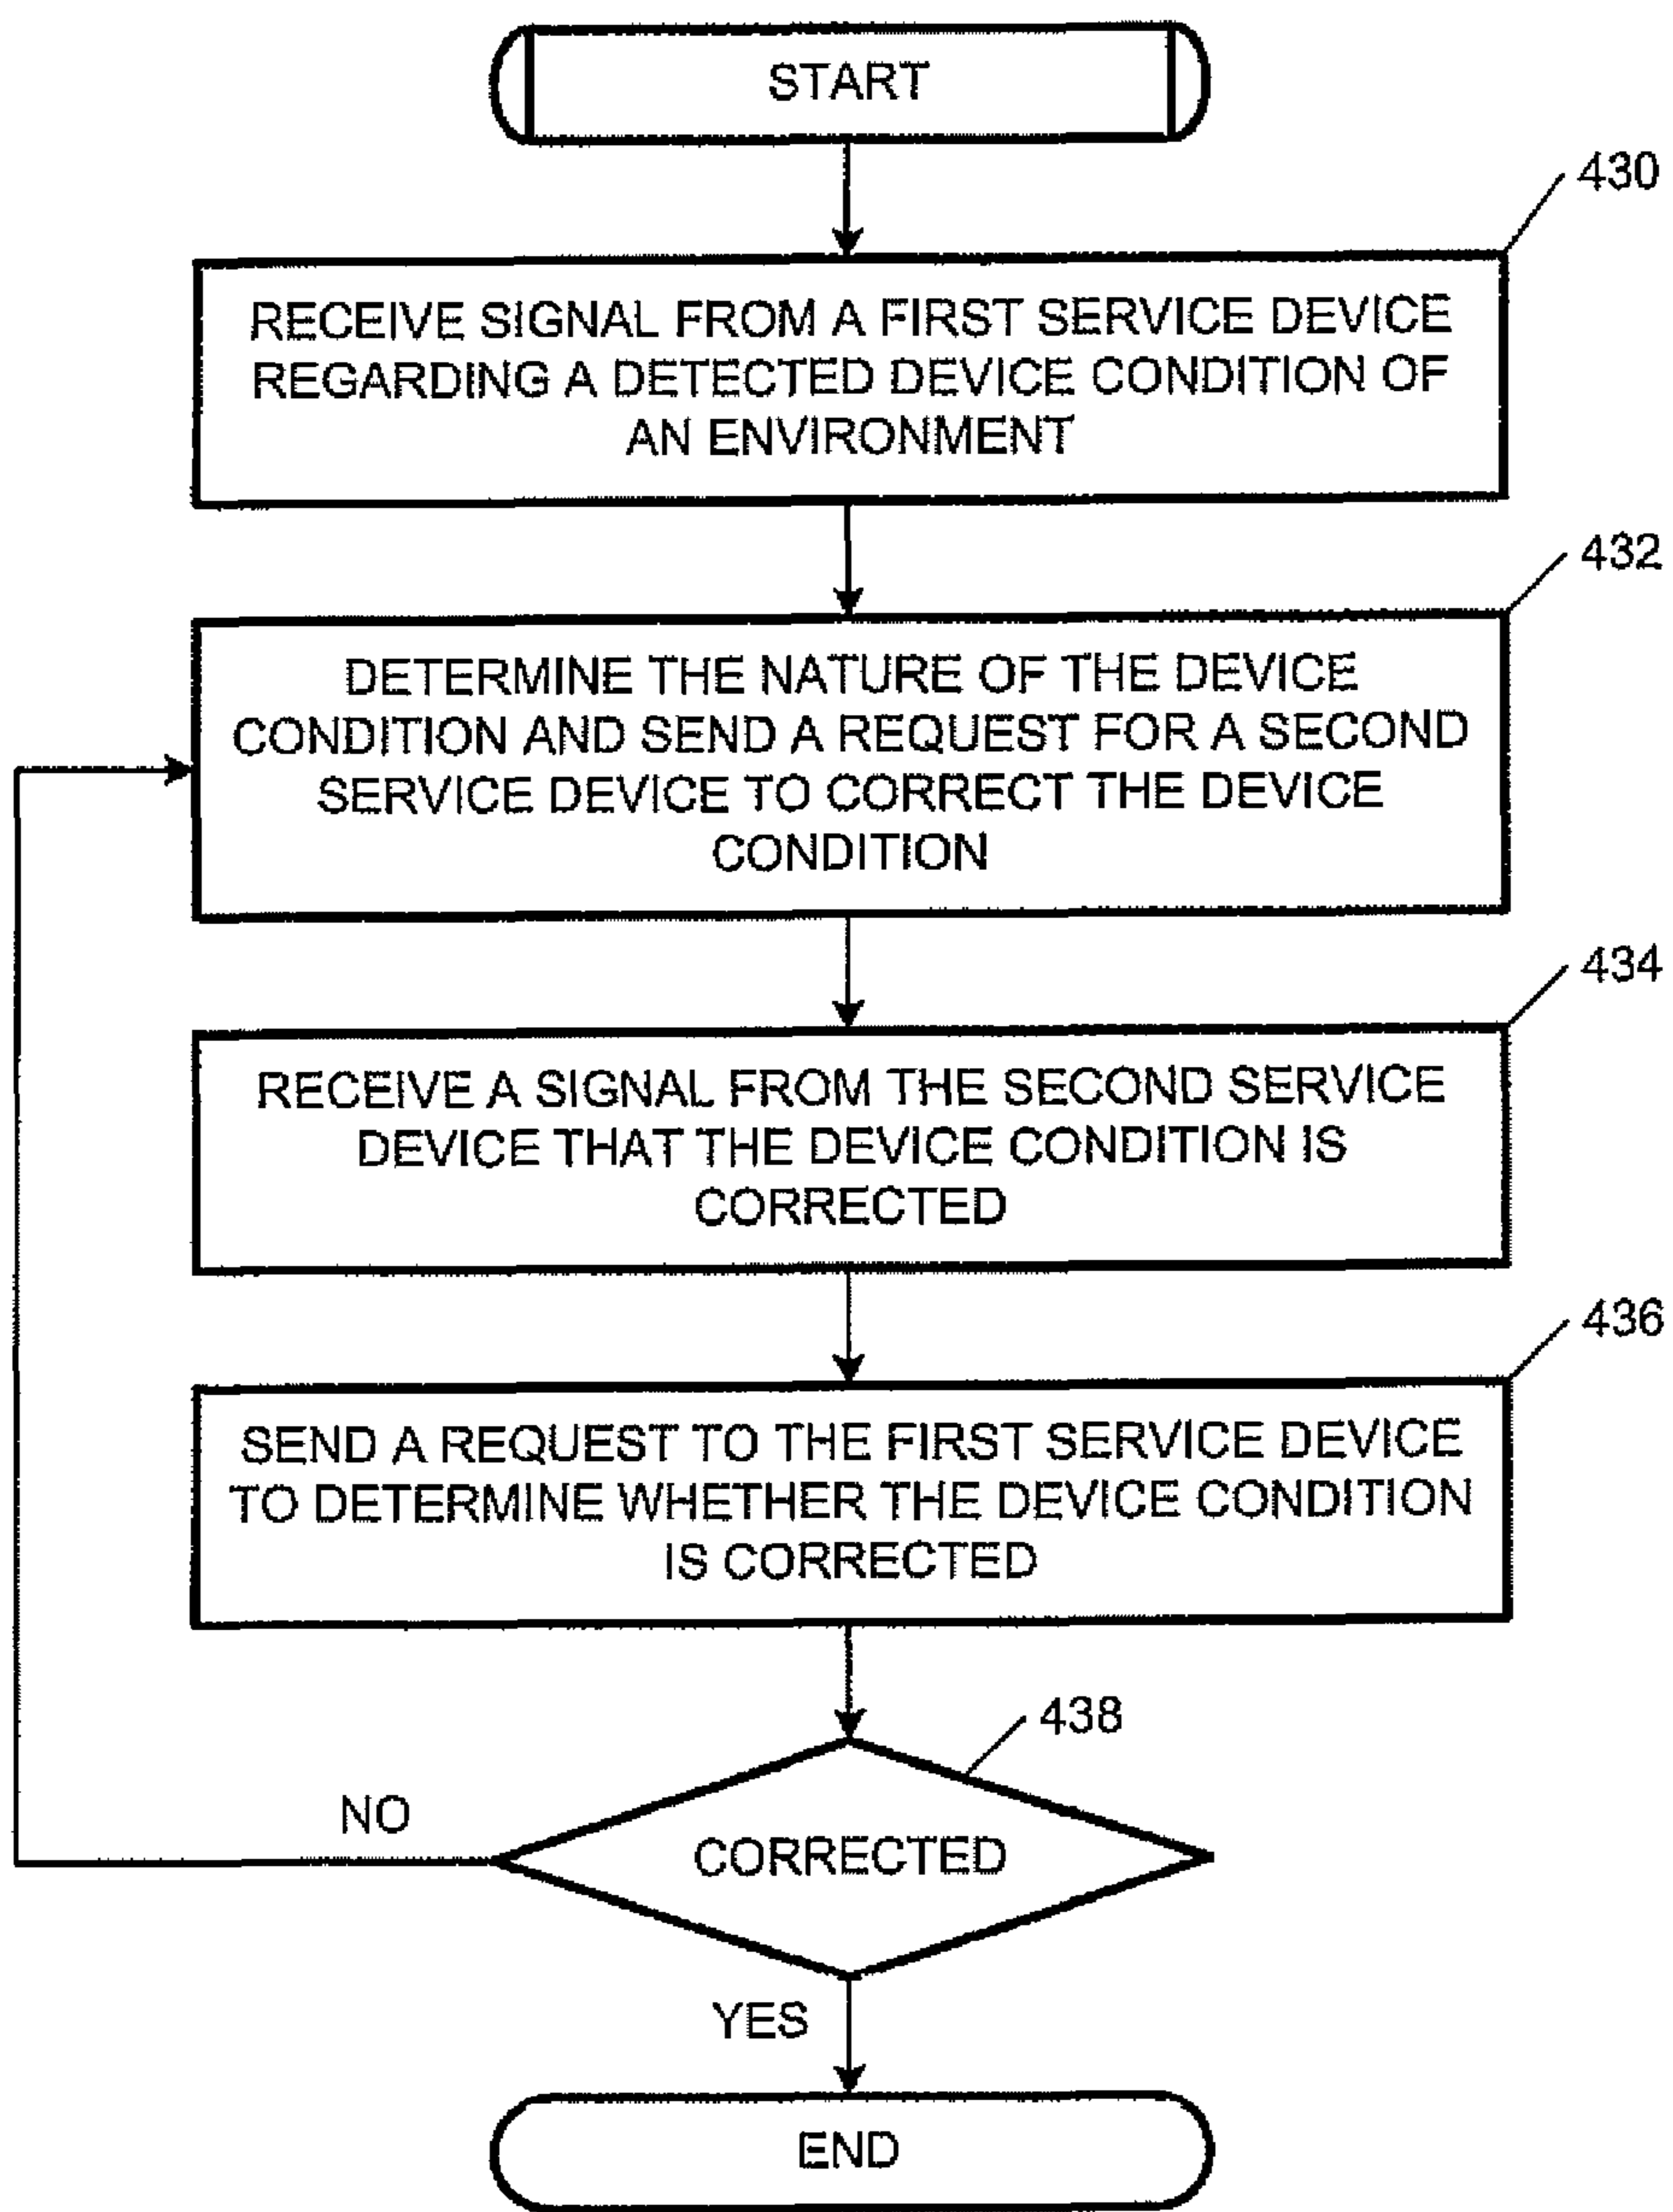 START
430
RECEIVE SIGNAL FROM A FIRST SERVICE DEVICE
REGARDING A DETECTED DEVICE CONDITION OF
AN ENVIRONMENT
432
DETERMINE THE NATURE OF THE DEVICE
CONDITION AND SEND A REQUEST FOR A SECOND
SERVICE DEVICE TO CORRECT THE DEVICE
CONDITION
434
RECEIVE A SIGNAL FROM THE SECOND SERVICE
DEVICE THAT THE DEVICE CONDITION IS
CORRECTED
436
SEND A REQUEST TO THE FIRST SERVICE DEVICE
TO DETERMINE WHETHER THE DEVICE CONDITION
IS CORRECTED
438
NO
CORRECTED
YES
END